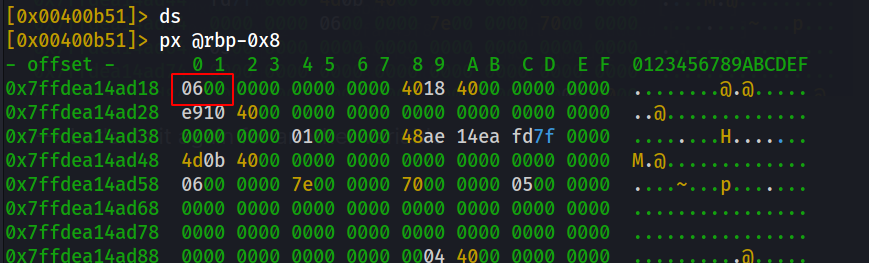 [0x00400b51]> ds
[0x00400b51]> px @rbp-0x8
- offset -       0 1  2 3  4 5  6 7  8 9  A B  C D  E F  0123456789ABCDEF
0x7ffdea14ad18  0600 0000 0000 0000 4018 4000 0000 0000  ........@.@.....
0x7ffdea14ad28  e910 4000 0000 0000 0000 0000 0000 0000  ..@.............
0x7ffdea14ad38  0000 0000 0100 0000 48ae 14ea fd7f 0000  ........H.......
0x7ffdea14ad48  4d0b 4000 0000 0000 0000 0000 0000 0000  M.@.............
0x7ffdea14ad58  0600 0000 7e00 0000 7000 0000 0500 0000  ....~...p.......
0x7ffdea14ad68  0000 0000 0000 0000 0000 0000 0000 0000  ................
0x7ffdea14ad78  0000 0000 0000 0000 0000 0000 0000 0000  ................
0x7ffdea14ad88  0000 0000 0000 0000 0004 4000 0000 0000  ..........@.....